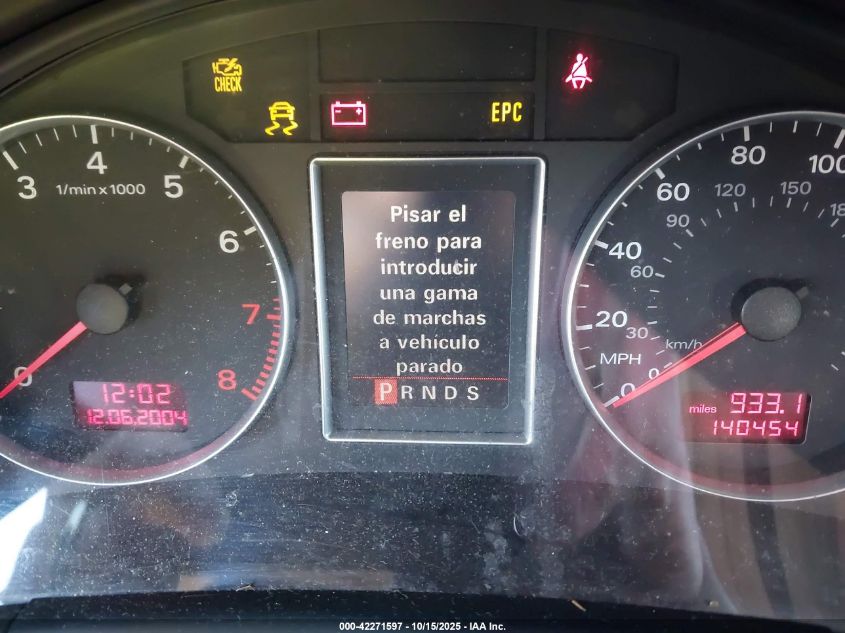 CHECK
EPC
3 4 5 6 7 8
1/min x 1000
0
12:02
12.06.2004
Pisar el
freno para
introducir
una gama
de marchas
a vehículo
parado
P R N D S
0 20 40 60 80 100
0 30 60 90 120 150
MPH
km/h
miles 933.1
140454
000-42271597 - 10/15/2025 - IAA Inc.